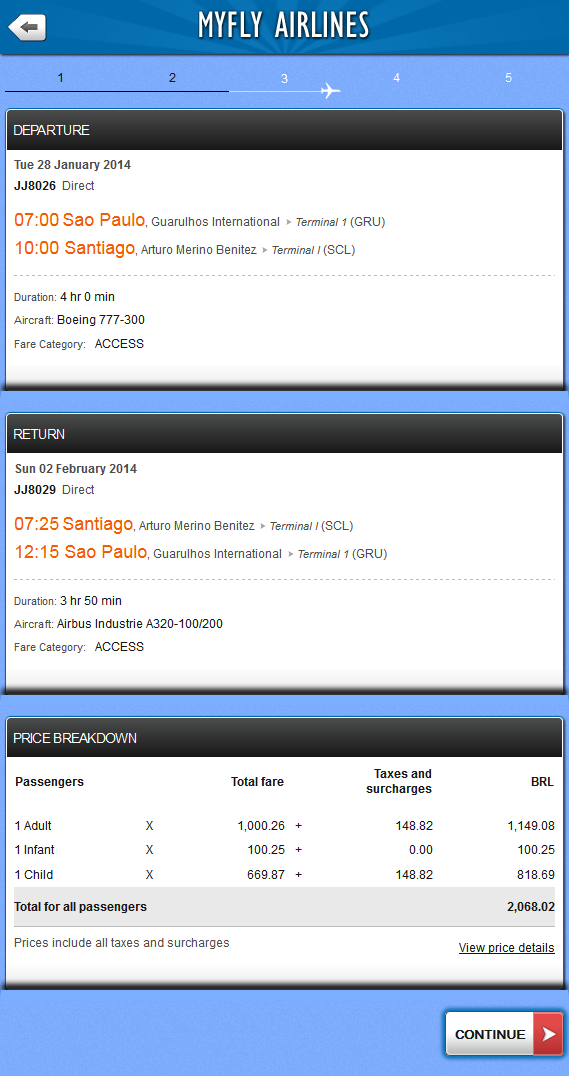 MYFLY AIRLINES
1 2 3 4 5
DEPARTURE
Tue 28 January 2014
JJ8026 Direct
07:00 Sao Paulo, Guarulhos International ▸ Terminal 1 (GRU)
10:00 Santiago, Arturo Merino Benitez ▸ Terminal I (SCL)
Duration: 4 hr 0 min
Aircraft: Boeing 777-300
Fare Category: ACCESS
RETURN
Sun 02 February 2014
JJ8029 Direct
07:25 Santiago, Arturo Merino Benitez ▸ Terminal I (SCL)
12:15 Sao Paulo, Guarulhos International ▸ Terminal 1 (GRU)
Duration: 3 hr 50 min
Aircraft: Airbus Industrie A320-100/200
Fare Category: ACCESS
PRICE BREAKDOWN
Passengers Total fare Taxes and surcharges BRL
1 Adult X 1,000.26 + 148.82 1,149.08
1 Infant X 100.25 + 0.00 100.25
1 Child X 669.87 + 148.82 818.69
Total for all passengers 2,068.02
Prices include all taxes and surcharges
View price details
CONTINUE